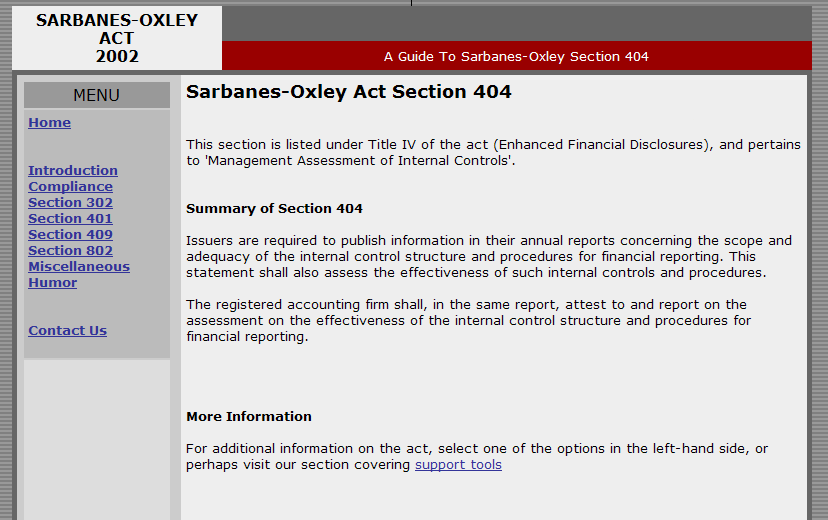 SARBANES-OXLEY
ACT
2002
A Guide To Sarbanes-Oxley Section 404
MENU
Home
Introduction
Compliance
Section 302
Section 401
Section 409
Section 802
Miscellaneous
Humor
Contact Us
Sarbanes-Oxley Act Section 404
This section is listed under Title IV of the act (Enhanced Financial Disclosures), and pertains
to 'Management Assessment of Internal Controls'.
Summary of Section 404
Issuers are required to publish information in their annual reports concerning the scope and
adequacy of the internal control structure and procedures for financial reporting. This
statement shall also assess the effectiveness of such internal controls and procedures.
The registered accounting firm shall, in the same report, attest to and report on the
assessment on the effectiveness of the internal control structure and procedures for
financial reporting.
More Information
For additional information on the act, select one of the options in the left-hand side, or
perhaps visit our section covering support tools